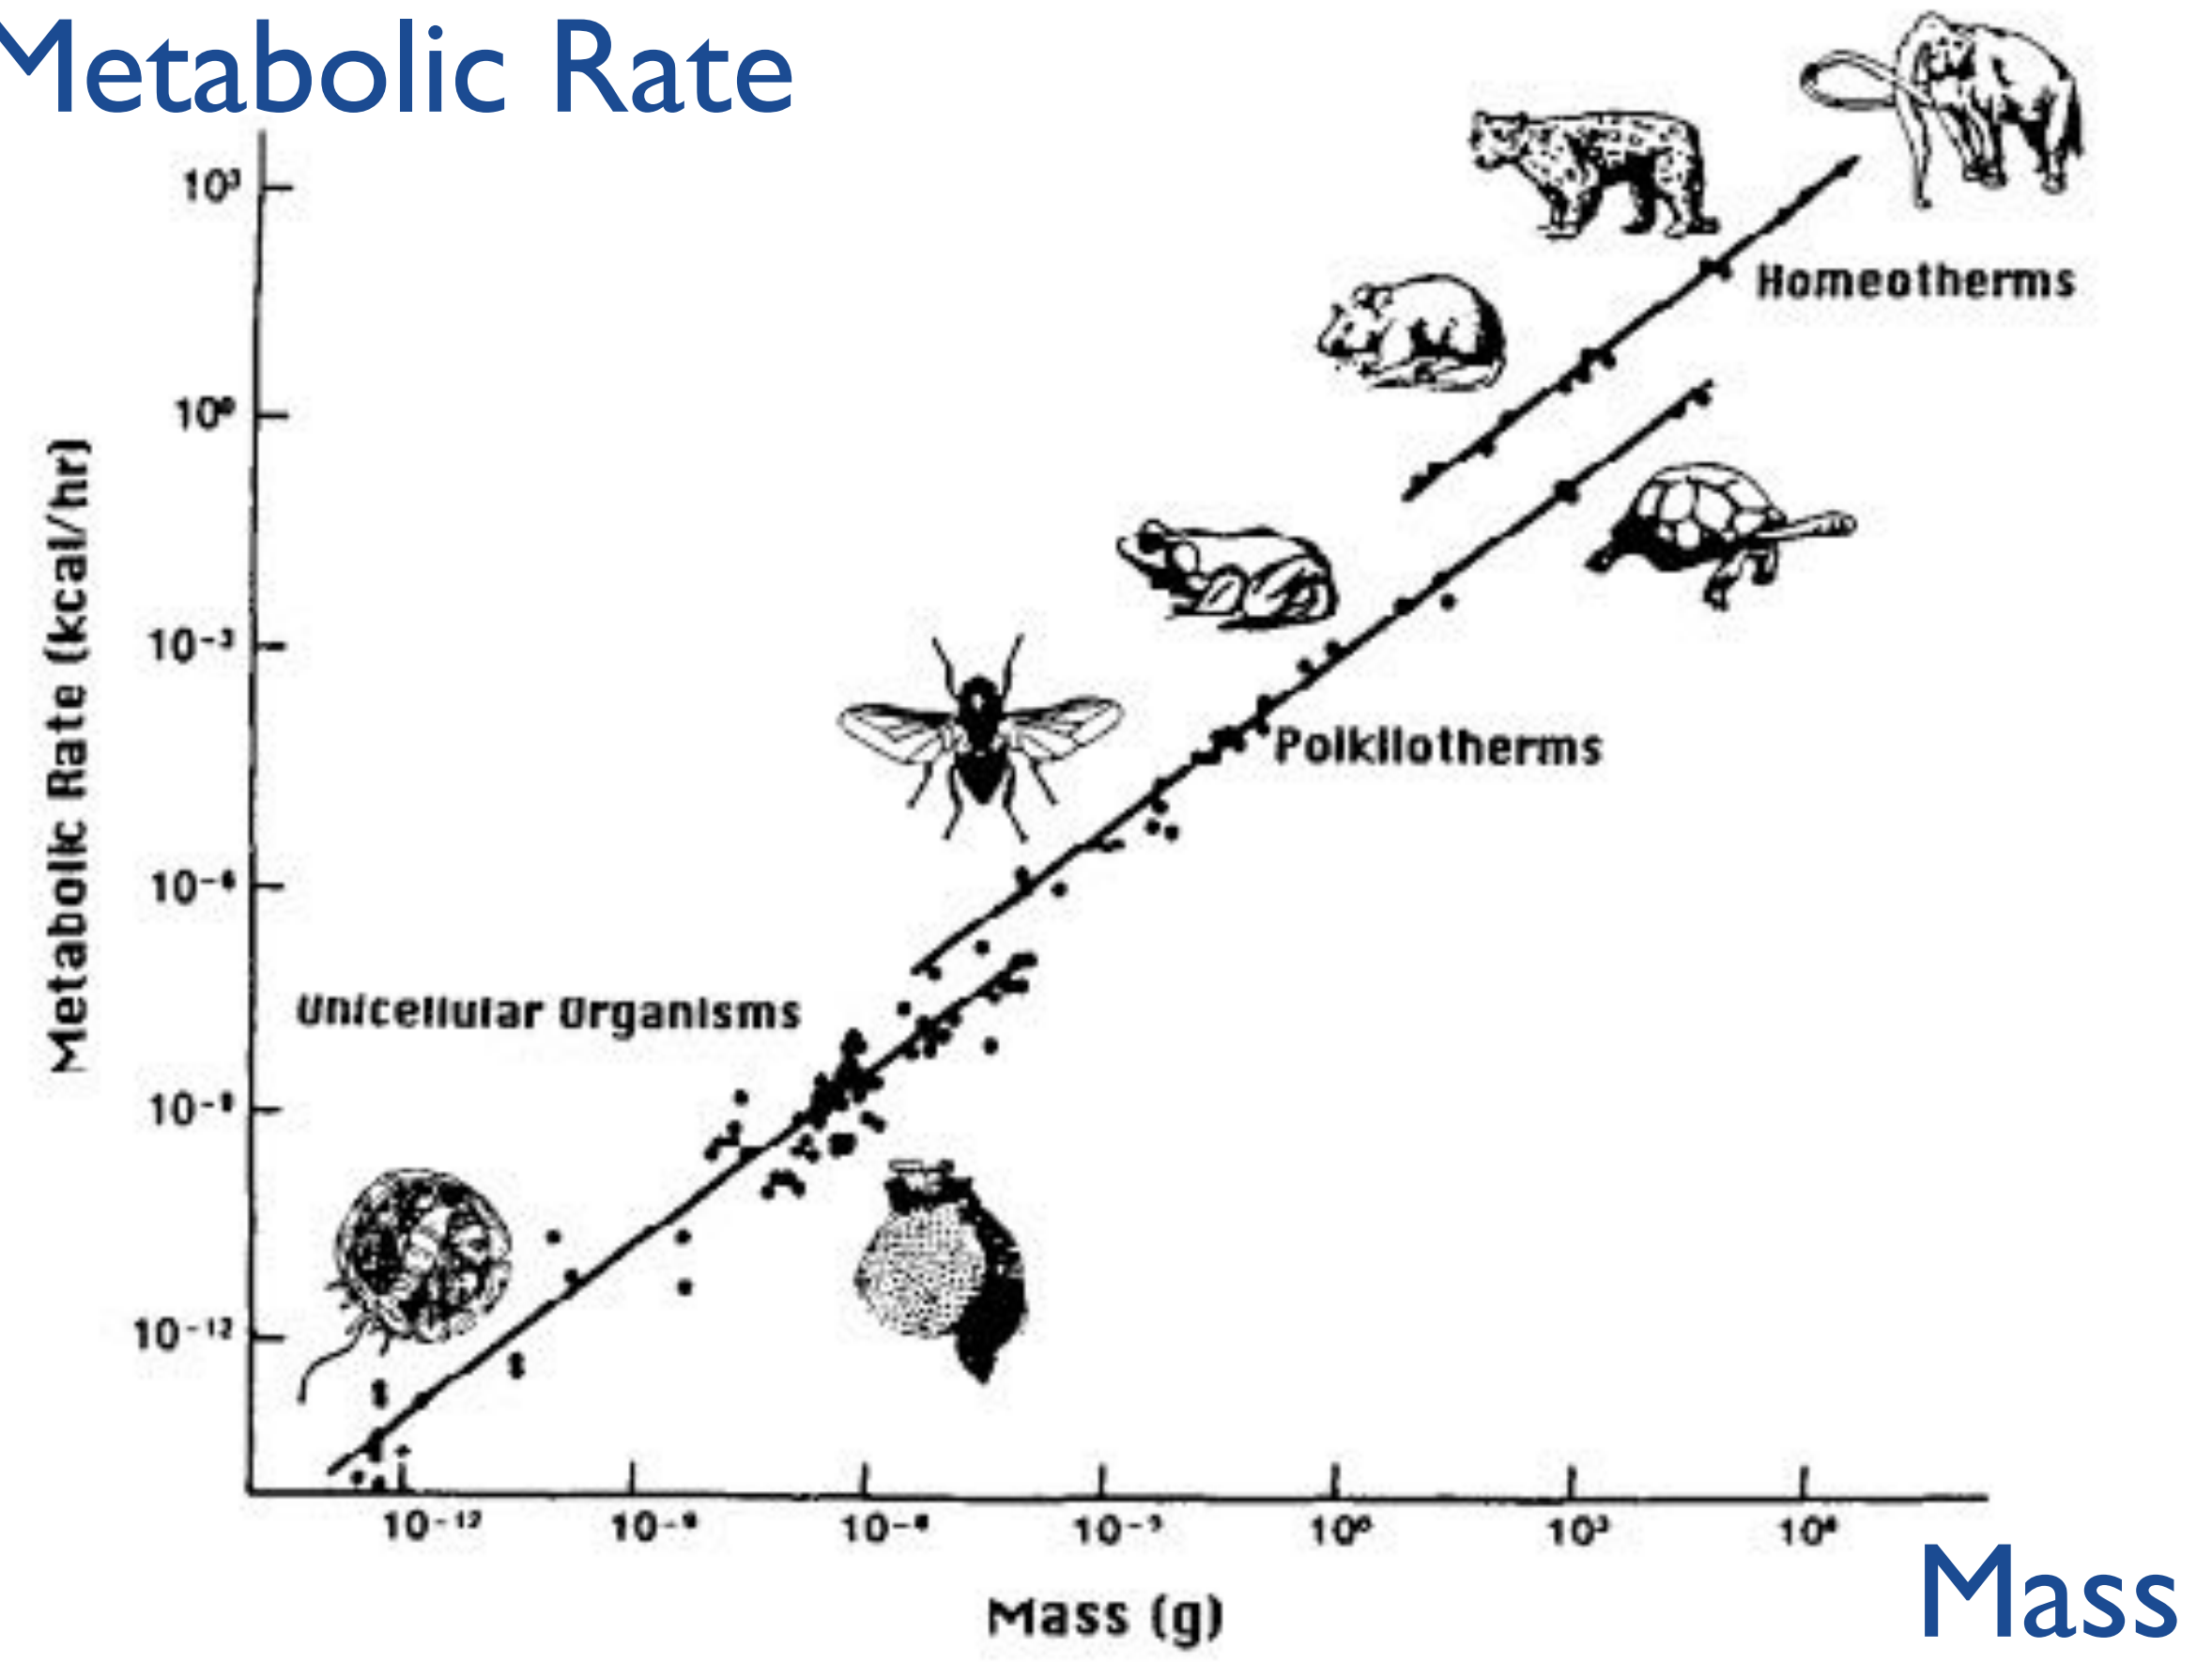 Metabolic Rate
10³
10⁰
10⁻³
10⁻⁶
10⁻⁹
10⁻¹²
Metabolic Rate (kcal/hr)
Homeotherms
Poikilotherms
Unicellular Organisms
10⁻¹² 10⁻⁹ 10⁻⁶ 10⁻³ 10⁰ 10³ 10⁶
Mass (g)
Mass